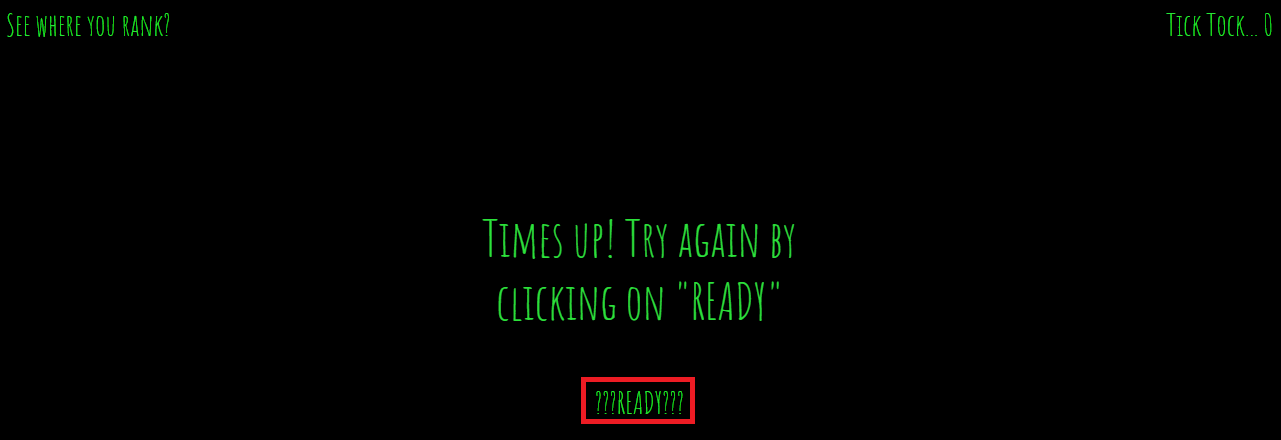 See where you rank?
Tick Tock... 0
Times up! Try again by
clicking on "READY"
???READY???